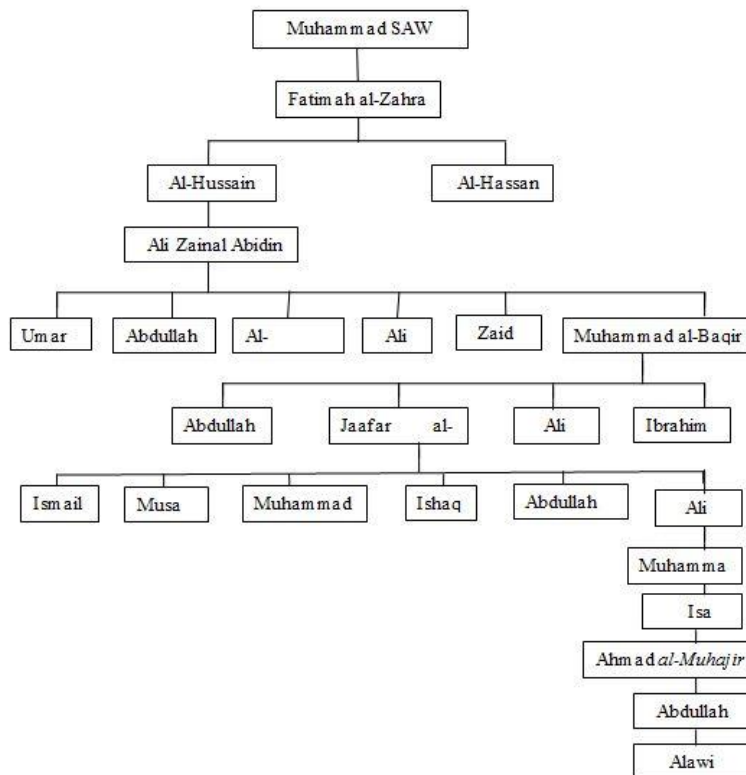 Muhammad SAW
Fatimah al-Zahra
Al-Hussain
Al-Hassan
Ali Zainal Abidin
Umar
Abdullah
Al-
Ali
Zaid
Muhammad al-Baqir
Abdullah
Jaafar al-
Ali
Ibrahim
Ismail
Musa
Muhammad
Ishaq
Abdullah
Ali
Muhamma
Isa
Ahmad al-Muhajir
Abdullah
Alawi